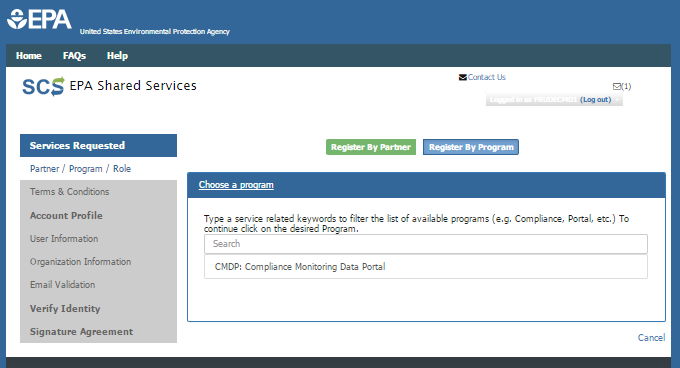 EPA
United States Environmental Protection Agency
Home FAQs Help
SCS EPA Shared Services
Contact Us
(1)
Logged in as (Log out)
Services Requested
Register By Partner Register By Program
Partner / Program / Role
Choose a program
Terms & Conditions
Account Profile
Type a service related keywords to filter the list of available programs (e.g. Compliance, Portal, etc.) To
continue click on the desired Program.
User Information
Search
Organization Information
CMDP: Compliance Monitoring Data Portal
Email Validation
Verify Identity
Signature Agreement
Cancel